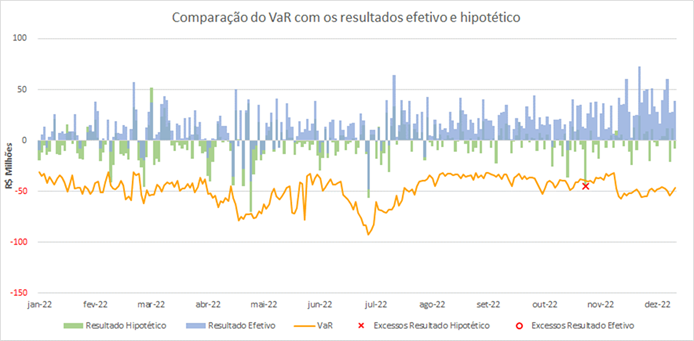 Comparação do VaR com os resultados efetivo e hipotético
100
50
0
-50
-100
-150
R$ Milhões
jan-22 fev-22 mar-22 abr-22 mai-22 jun-22 jul-22 ago-22 set-22 out-22 nov-22 dez-22
Resultado Hipotético Resultado Efetivo VaR Excessos Resultado Hipotético Excessos Resultado Efetivo